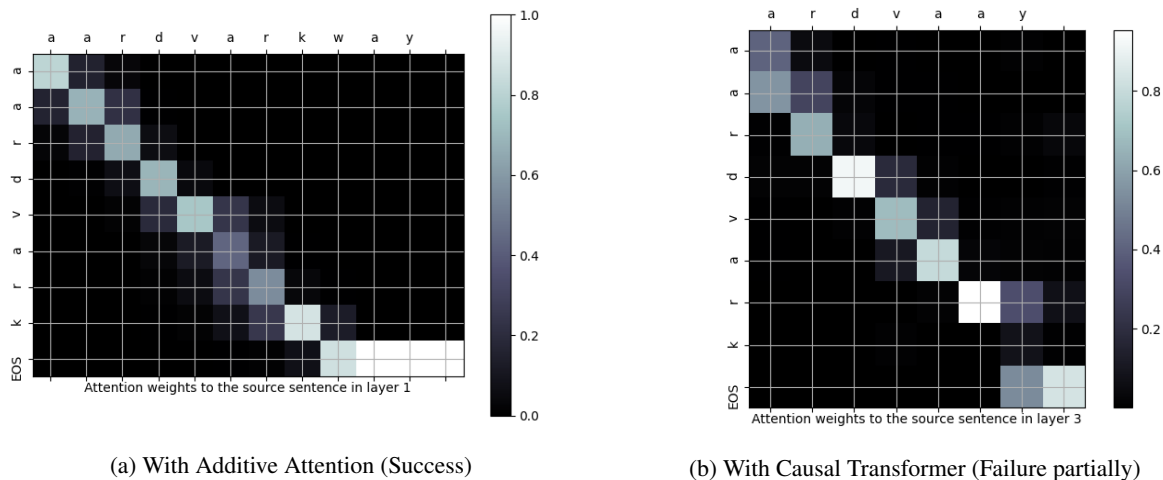 a a r d v a r k w a y
a
a
r
d
v
a
r
k
EOS
1.0
0.8
0.6
0.4
0.2
0.0
Attention weights to the source sentence in layer 1
(a) With Additive Attention (Success)
a r d v a a y
a
a
r
d
v
a
r
k
EOS
0.8
0.6
0.4
0.2
Attention weights to the source sentence in layer 3
(b) With Causal Transformer (Failure partially)